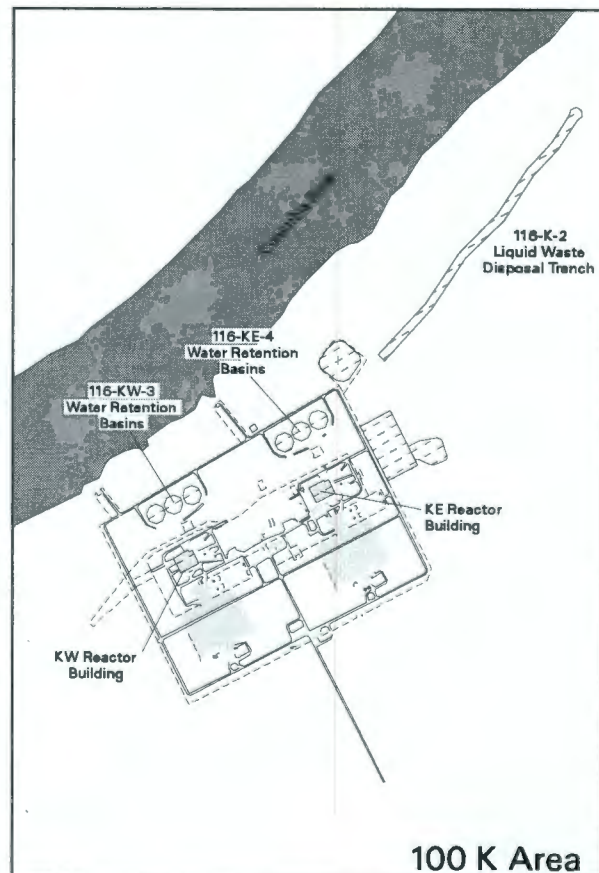 116-K-2
Liquid Waste
Disposal Trench
116-KE-4
Water Retention
Basins
116-KW-3
Water Retention
Basins
KE Reactor
Building
KW Reactor
Building
100 K Area